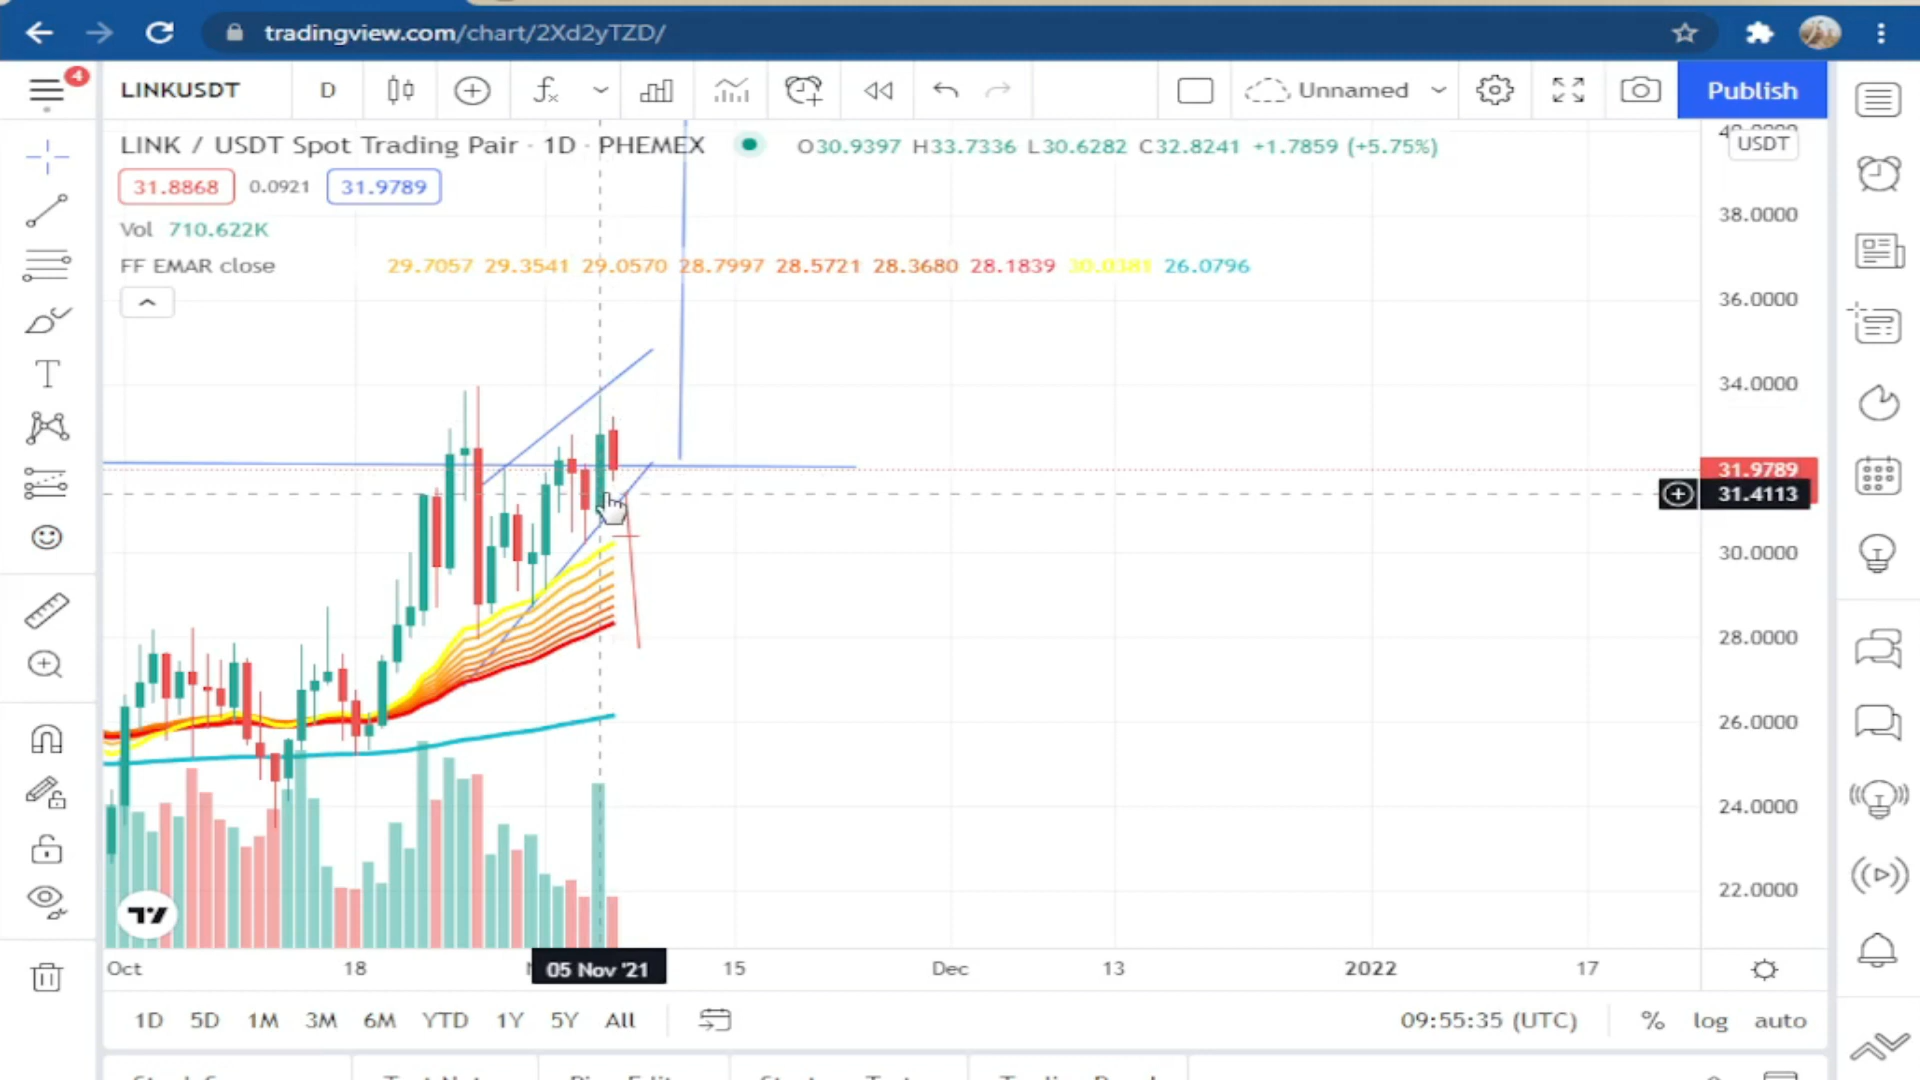 tradingview.com/chart/2Xd2yTZD/
4
LINKUSDT
D
Unnamed
Publish
LINK / USDT Spot Trading Pair · 1D · PHEMEX
O30.9397 H33.7336 L30.6282 C32.8241 +1.7859 (+5.75%)
USDT
31.8868 0.0921 31.9789
Vol 710.622K
FF EMAR close 29.7057 29.3541 29.0570 28.7997 28.5721 28.3680 28.1839 30.0381 26.0796
38.0000
36.0000
34.0000
31.9789
31.4113
30.0000
28.0000
26.0000
24.0000
22.0000
Oct 18 05 Nov '21 15 Dec 13 2022 17
1D 5D 1M 3M 6M YTD 1Y 5Y All
09:55:35 (UTC) % log auto